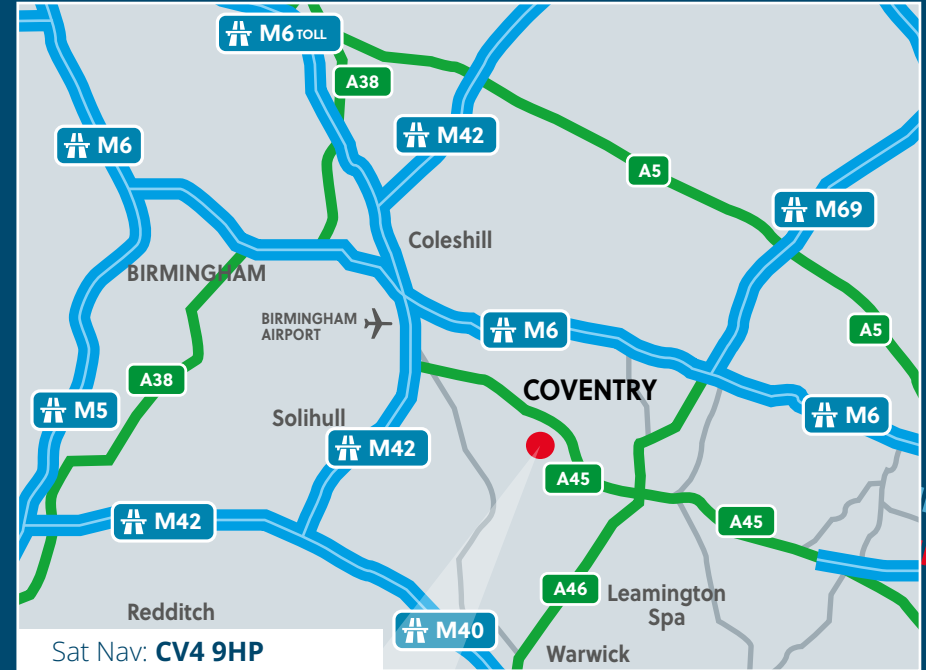 M6 TOLL
A38
M6
M42
A5
M69
Coleshill
BIRMINGHAM
BIRMINGHAM
AIRPORT
M6
A5
A38
COVENTRY
M5
Solihull
M6
M42
A45
M42
A45
A46
Leamington
Spa
Redditch
M40
Warwick
Sat Nav: CV4 9HP